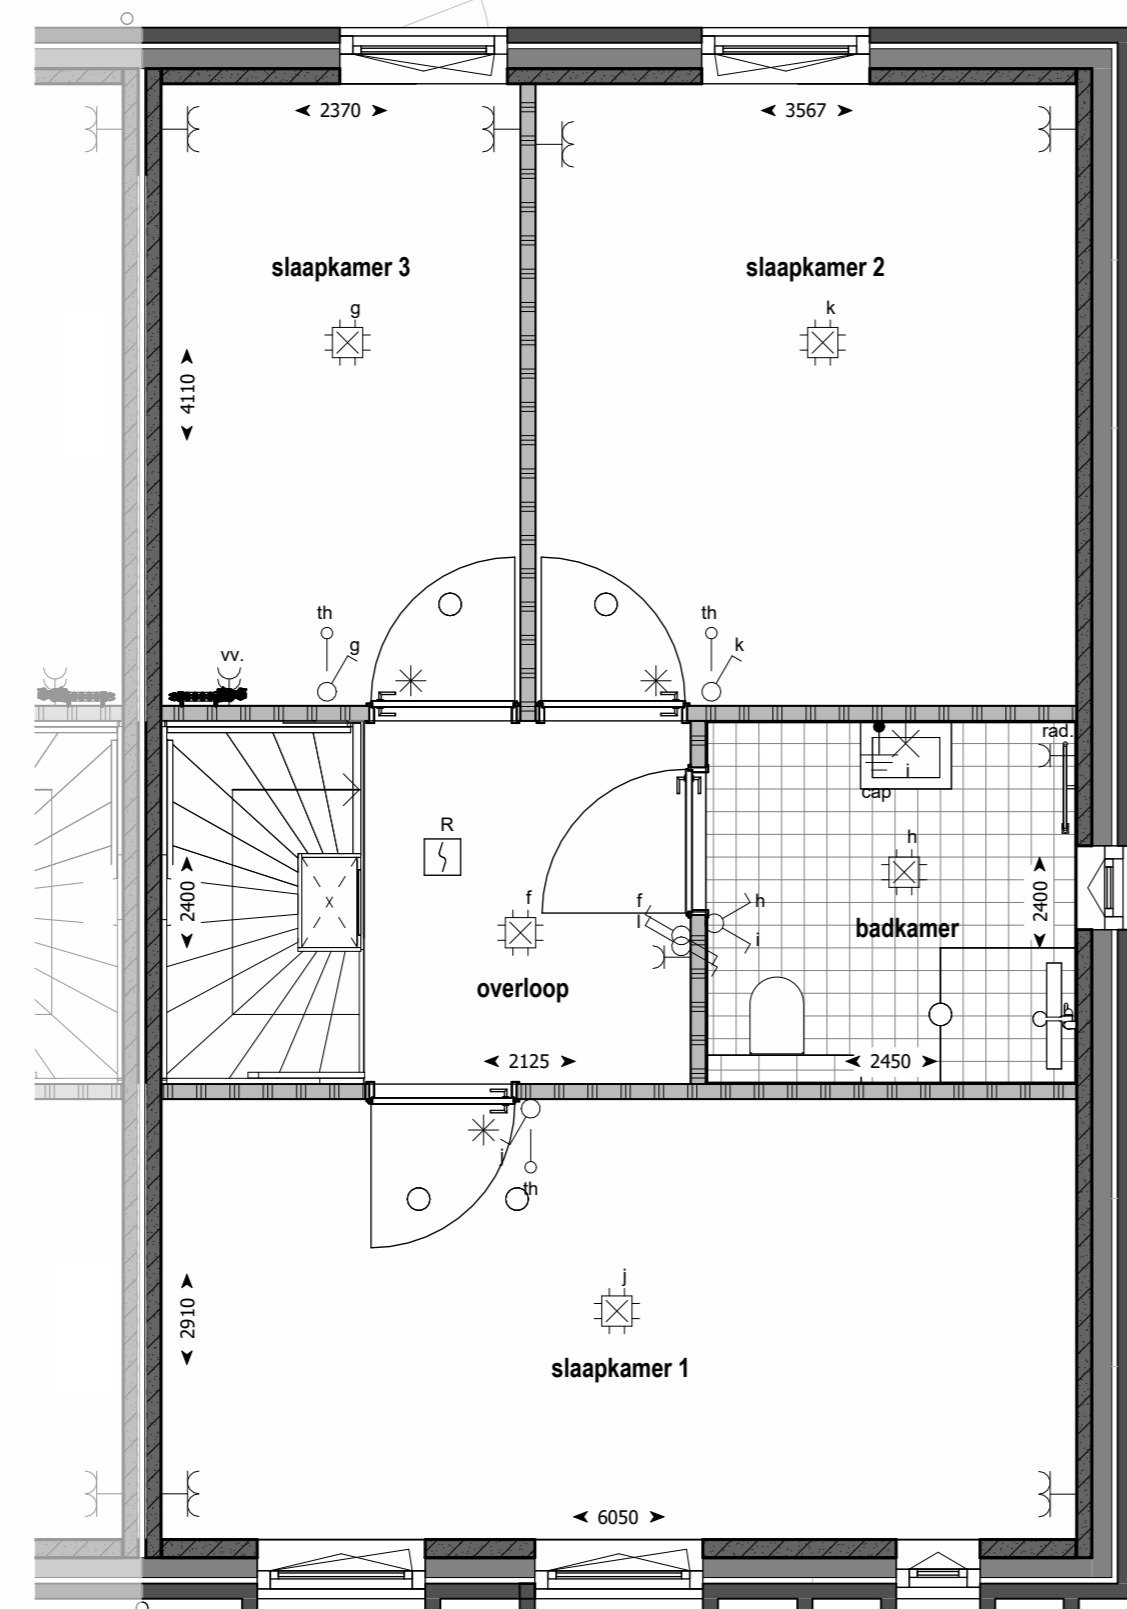 2370
3567
slaapkamer 3
slaapkamer 2
g
k
4110
th
g
th
k
vv.
rad.
i
cap
R
h
2400
f
f
l
h
i
2400
badkamer
overloop
2125
2450
j
th
2910
j
slaapkamer 1
6050